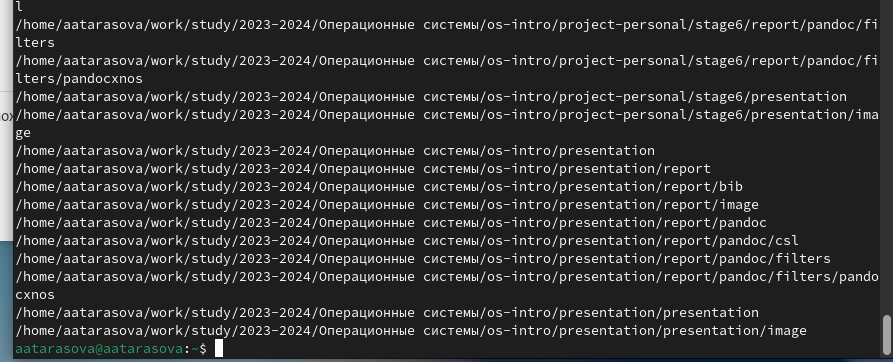 l
/home/aatarasova/work/study/2023-2024/Операционные системы/os-intro/project-personal/stage6/report/pandoc/fi
lters
/home/aatarasova/work/study/2023-2024/Операционные системы/os-intro/project-personal/stage6/report/pandoc/fi
lters/pandocxnos
/home/aatarasova/work/study/2023-2024/Операционные системы/os-intro/project-personal/stage6/presentation
/home/aatarasova/work/study/2023-2024/Операционные системы/os-intro/project-personal/stage6/presentation/ima
ge
/home/aatarasova/work/study/2023-2024/Операционные системы/os-intro/presentation
/home/aatarasova/work/study/2023-2024/Операционные системы/os-intro/presentation/report
/home/aatarasova/work/study/2023-2024/Операционные системы/os-intro/presentation/report/bib
/home/aatarasova/work/study/2023-2024/Операционные системы/os-intro/presentation/report/image
/home/aatarasova/work/study/2023-2024/Операционные системы/os-intro/presentation/report/pandoc
/home/aatarasova/work/study/2023-2024/Операционные системы/os-intro/presentation/report/pandoc/csl
/home/aatarasova/work/study/2023-2024/Операционные системы/os-intro/presentation/report/pandoc/filters
/home/aatarasova/work/study/2023-2024/Операционные системы/os-intro/presentation/report/pandoc/filters/pando
cxnos
/home/aatarasova/work/study/2023-2024/Операционные системы/os-intro/presentation/presentation
/home/aatarasova/work/study/2023-2024/Операционные системы/os-intro/presentation/presentation/image
aatarasova@aatarasova:~$